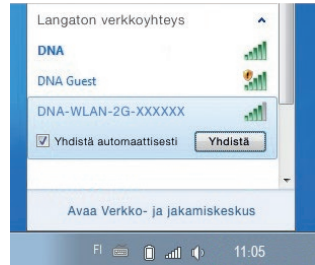 Langaton verkkoyhteys
DNA
DNA Guest
DNA-WLAN-2G-XXXXXX
Yhdistä automaattisesti Yhdistä
Avaa Verkko- ja jakamiskeskus
FI 11:05